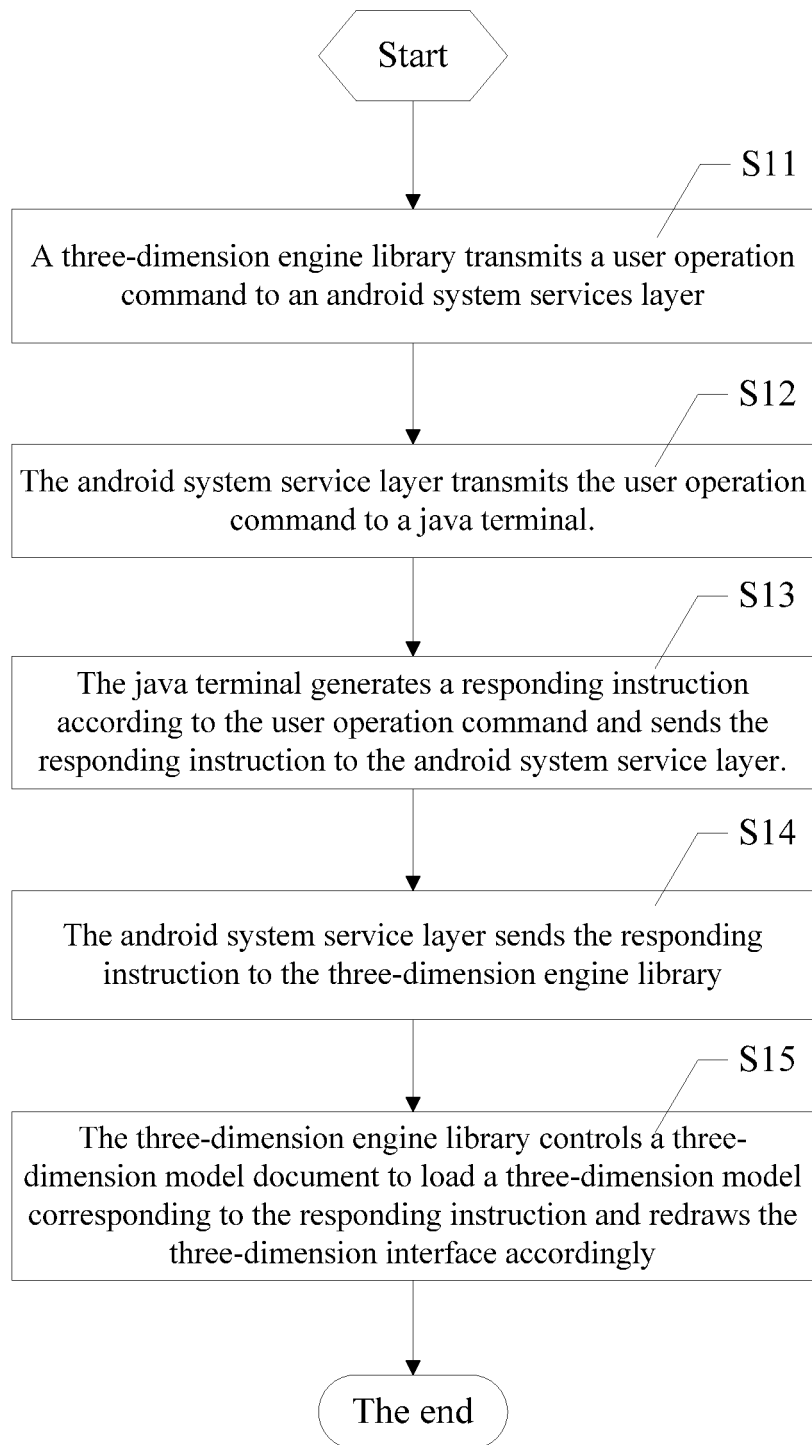 Start
S11
A three-dimension engine library transmits a user operation
command to an android system services layer
S12
The android system service layer transmits the user operation
command to a java terminal.
S13
The java terminal generates a responding instruction
according to the user operation command and sends the
responding instruction to the android system service layer.
S14
The android system service layer sends the responding
instruction to the three-dimension engine library
S15
The three-dimension engine library controls a three-
dimension model document to load a three-dimension model
corresponding to the responding instruction and redraws the
three-dimension interface accordingly
The end